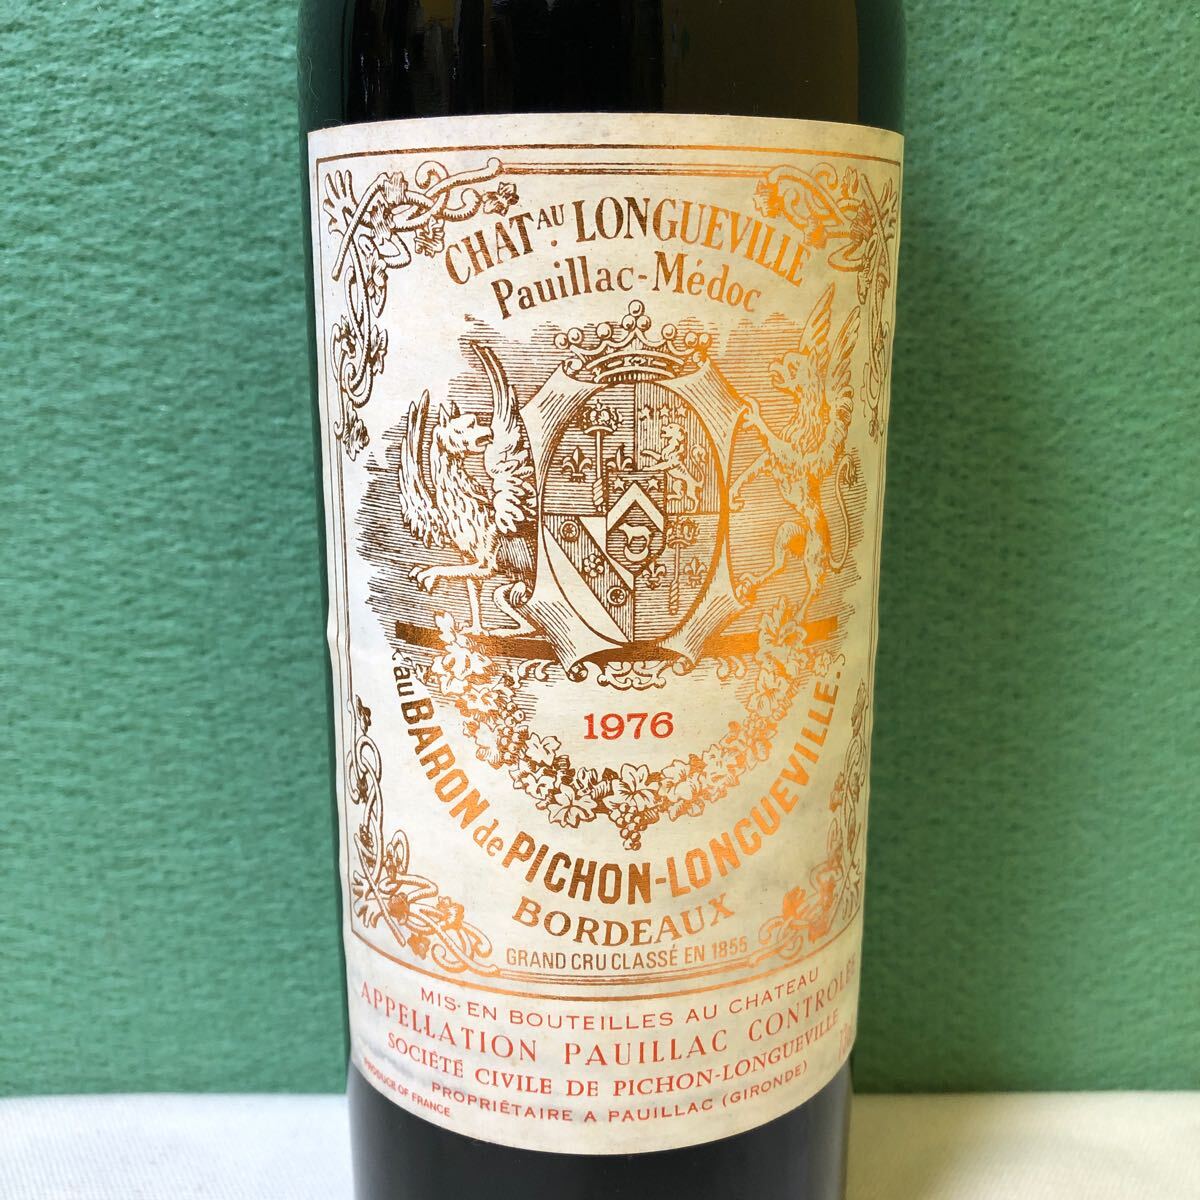 CHATAU LONGUEVILLE
Pauillac-Médoc
1976
au BARON de PICHON-LONGUEVILLE
BORDEAUX
GRAND CRU CLASSÉ EN 1855
MIS-EN BOUTEILLES AU CHATEAU
APPELLATION PAUILLAC CONTROLÉE
SOCIÉTÉ CIVILE DE PICHON-LONGUEVILLE
PROPRIÉTAIRE A PAUILLAC (GIRONDE)
PRODUCE OF FRANCE